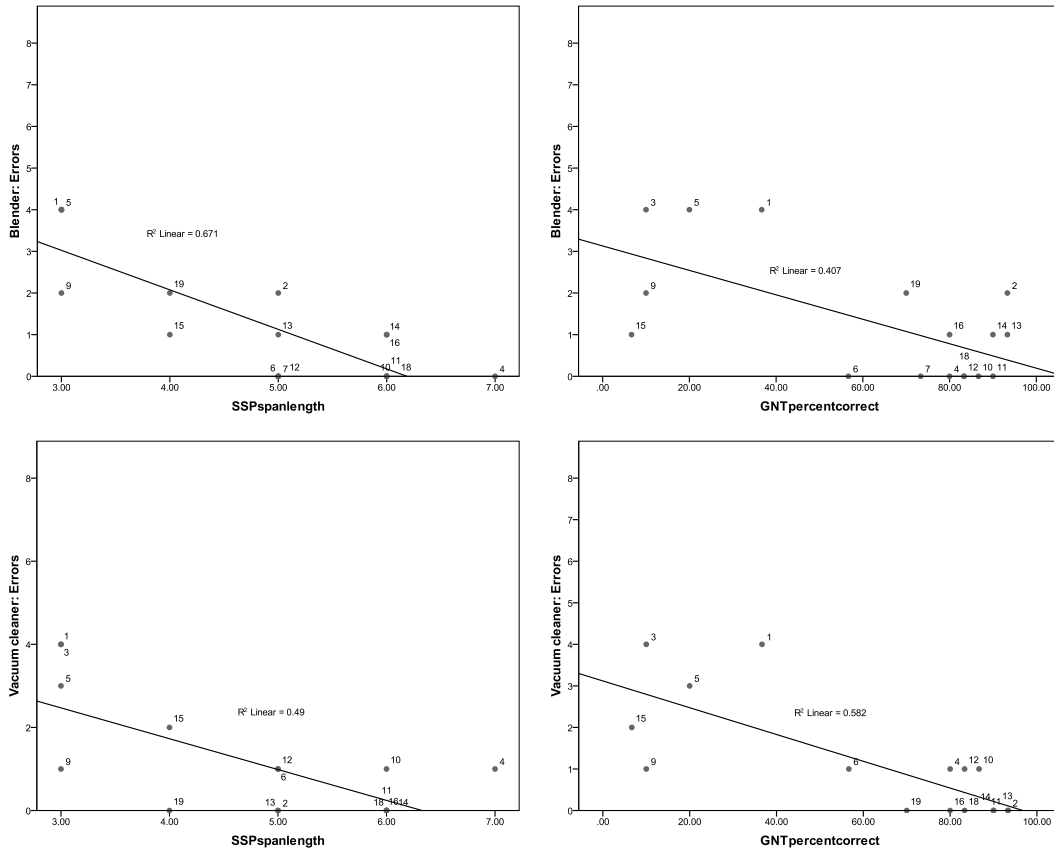 8
7
6
5
4
3
2
1
0
Blender: Errors
1 5
R² Linear = 0.671
9
19
2
15
13
14
16
6 7 12
11
10 18
4
3.00 4.00 5.00 6.00 7.00
SSPspanlength
8
7
6
5
4
3
2
1
0
Blender: Errors
3 5 1
R² Linear = 0.407
9
19
2
15
16 14 13
18
6 7 4 12 10 11
.00 20.00 40.00 60.00 80.00 100.00
GNTpercentcorrect
8
6
4
2
0
Vacuum cleaner: Errors
1
3
5
R² Linear = 0.49
15
9
12
6
10
4
11
19 13 2 18 16 14
3.00 4.00 5.00 6.00 7.00
SSPspanlength
8
7
6
5
4
3
2
1
0
Vacuum cleaner: Errors
3 1
5
R² Linear = 0.582
15
9
6
4 12 10
14 13
19 16 18 11 2
.00 20.00 40.00 60.00 80.00 100.00
GNTpercentcorrect